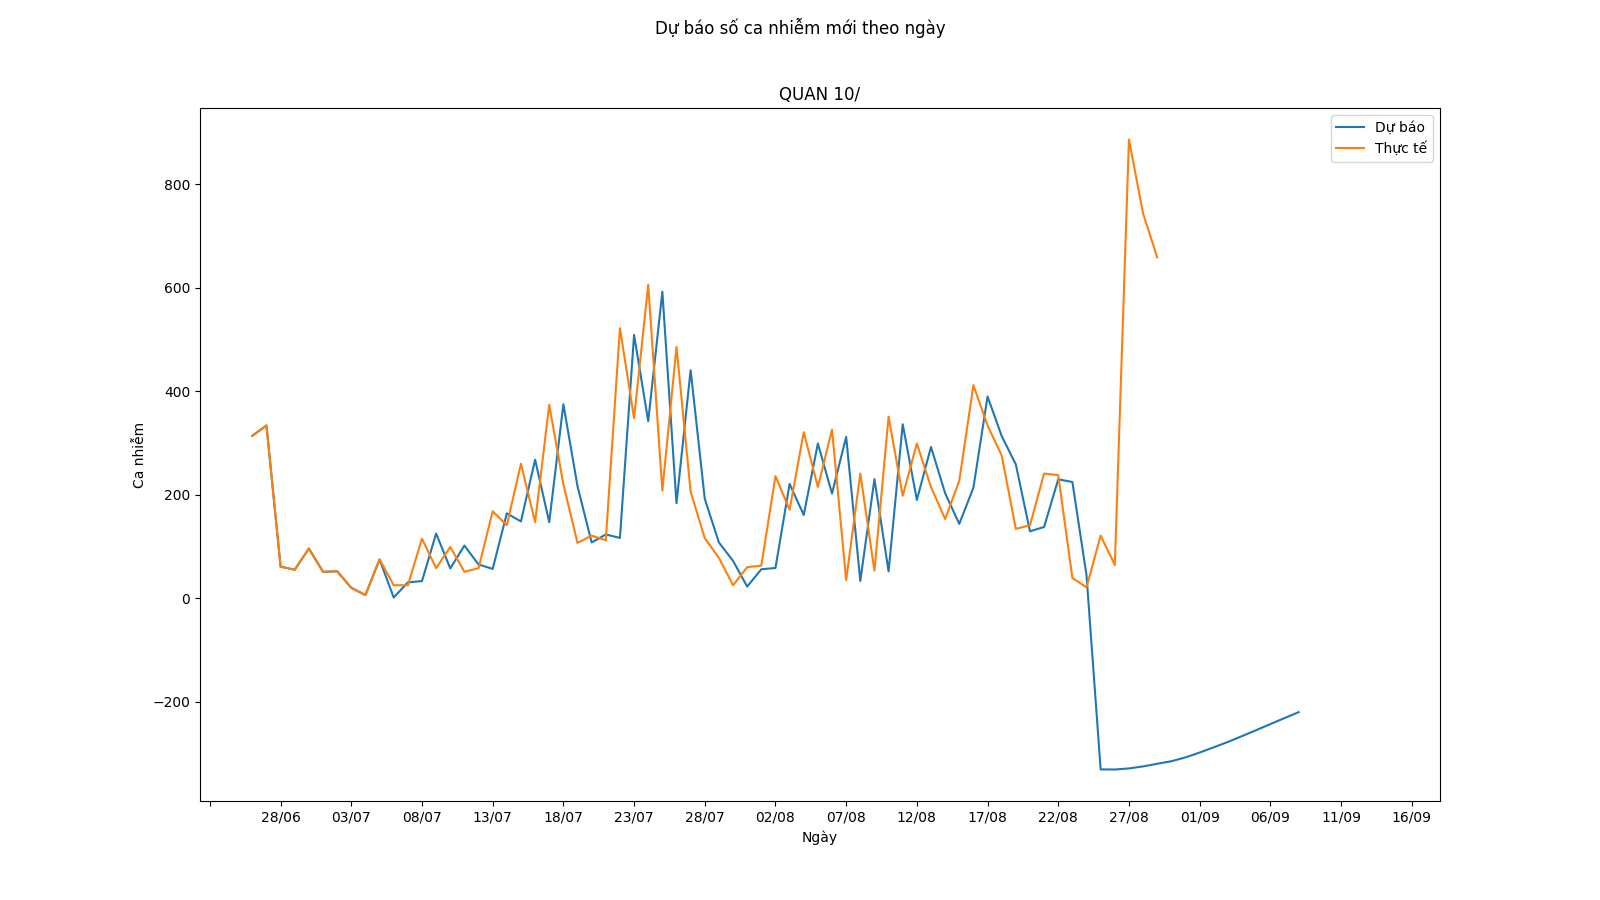 Dự báo số ca nhiễm mới theo ngày
QUAN 10/
Dự báo
Thực tế
800
600
400
200
0
−200
Ca nhiễm
28/06 03/07 08/07 13/07 18/07 23/07 28/07 02/08 07/08 12/08 17/08 22/08 27/08 01/09 06/09 11/09 16/09
Ngày